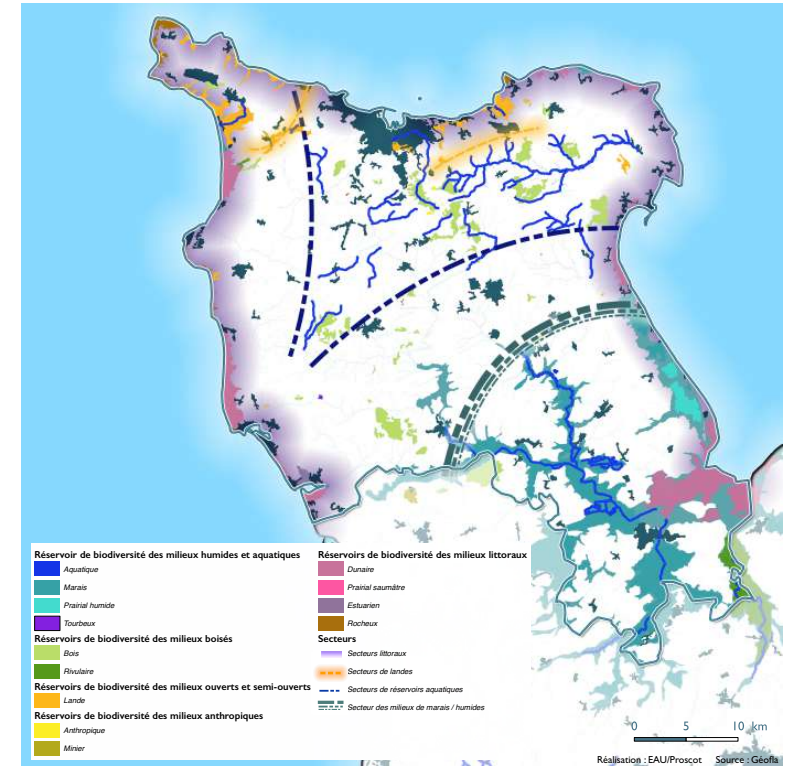 Réservoir de biodiversité des milieux humides et aquatiques
Aquatique
Marais
Prairial humide
Tourbeux
Réservoirs de biodiversité des milieux boisés
Bois
Rivulaire
Réservoirs de biodiversité des milieux ouverts et semi-ouverts
Lande
Réservoirs de biodiversité des milieux anthropiques
Anthropique
Minier
Réservoirs de biodiversité des milieux littoraux
Dunaire
Prairial saumâtre
Estuarien
Rocheux
Secteurs
Secteurs littoraux
Secteurs de landes
Secteurs de réservoirs aquatiques
Secteur des milieux de marais / humides
0 5 10 km
Réalisation : EAU/Proscot Source : Géofla